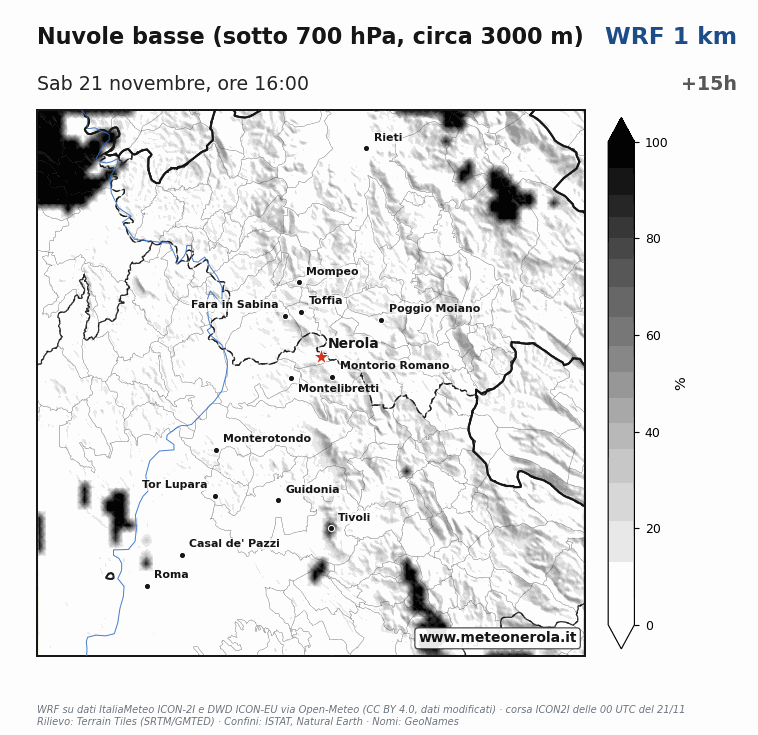 Nuvole basse (sotto 700 hPa, circa 3000 m) WRF 1 km
Sab 21 novembre, ore 16:00 +15h
Rieti
Mompeo
Fara in Sabina
Toffia
Poggio Moiano
Nerola
Montorio Romano
Montelibretti
Monterotondo
Tor Lupara
Guidonia
Tivoli
Casal de' Pazzi
Roma
www.meteonerola.it
100
80
60
40
20
0
%
WRF su dati ItaliaMeteo ICON-2I e DWD ICON-EU via Open-Meteo (CC BY 4.0, dati modificati) · corsa ICON2I delle 00 UTC del 21/11
Rilievo: Terrain Tiles (SRTM/GMTED) · Confini: ISTAT, Natural Earth · Nomi: GeoNames